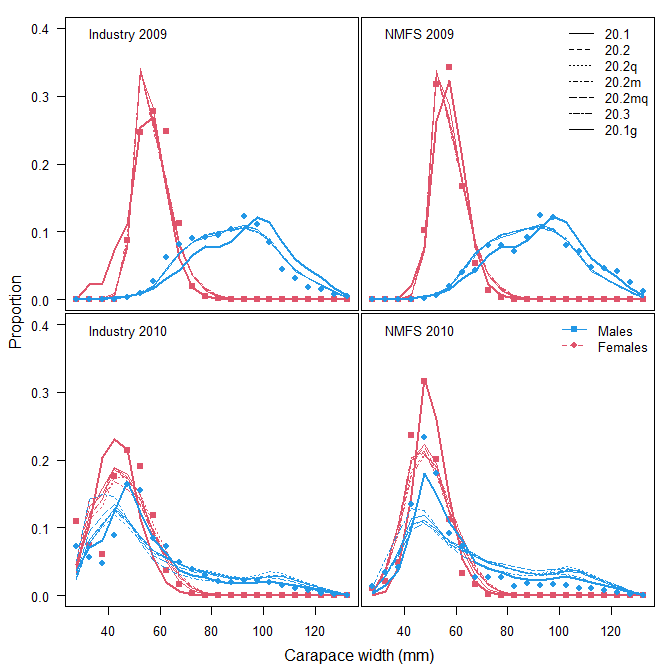 Industry 2009
NMFS 2009
20.1
20.2
20.2q
20.2m
20.2mq
20.3
20.1g
0.4
0.3
0.2
0.1
0.0
Industry 2010
NMFS 2010
Males
Females
0.4
0.3
0.2
0.1
0.0
Proportion
40 60 80 100 120 40 60 80 100 120
Carapace width (mm)